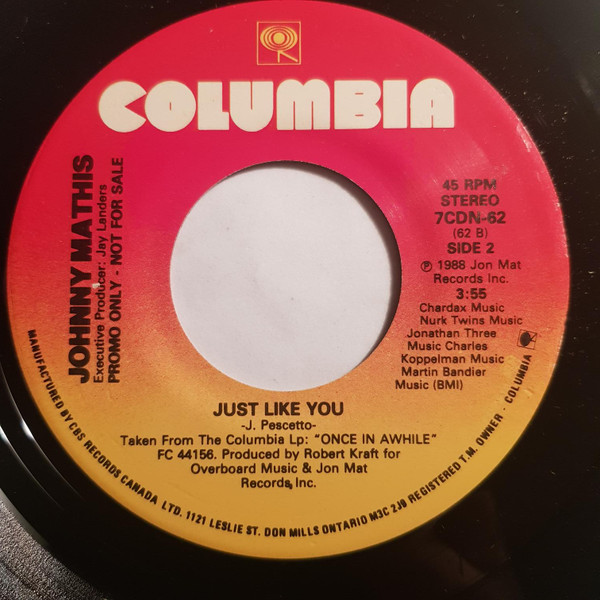 COLUMBIA
JOHNNY MATHIS
Executive Producer: Jay Landers
PROMO ONLY - NOT FOR SALE
45 RPM
STEREO
7CDN-62
(62 B)
SIDE 2
℗ 1988 Jon Mat
Records Inc.
3:55
Chardax Music
Nurk Twins Music
Jonathan Three
Music Charles
Koppelman Music
Martin Bandier
Music (BMI)
JUST LIKE YOU
-J. Pescetto-
Taken From The Columbia Lp: "ONCE IN AWHILE"
FC 44156. Produced by Robert Kraft for
Overboard Music & Jon Mat
Records, Inc.
MANUFACTURED BY CBS RECORDS CANADA LTD. 1121 LESLIE ST. DON MILLS ONTARIO M3C 2J9 REGISTERED T.M. OWNER - COLUMBIA